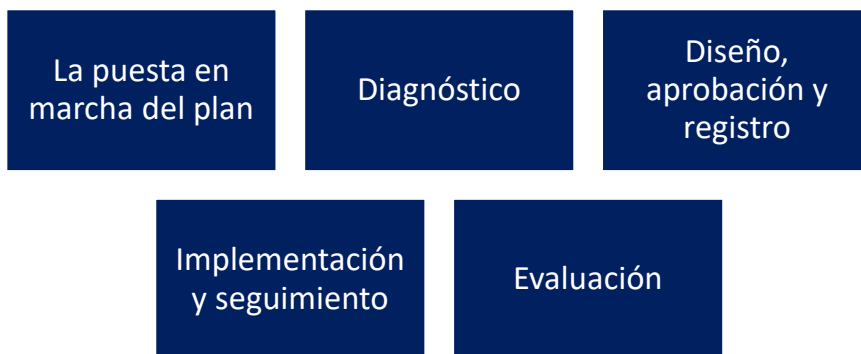 La puesta en
marcha del plan
Diagnóstico
Diseño,
aprobación y
registro
Implementación
y seguimiento
Evaluación